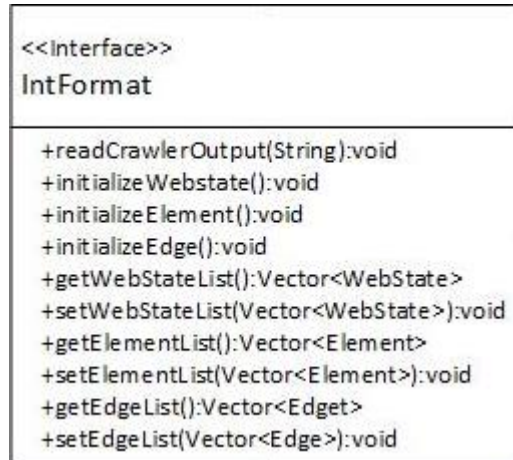 <<Interface>>
IntFormat
+readCrawlerOutput(String):void
+initializeWebstate():void
+initializeElement():void
+initializeEdge():void
+getWebStateList():Vector<WebState>
+setWebStateList(Vector<WebState>):void
+getElementList():Vector<Element>
+setElementList(Vector<Element>):void
+getEdgeList():Vector<Edget>
+setEdgeList(Vector<Edge>):void